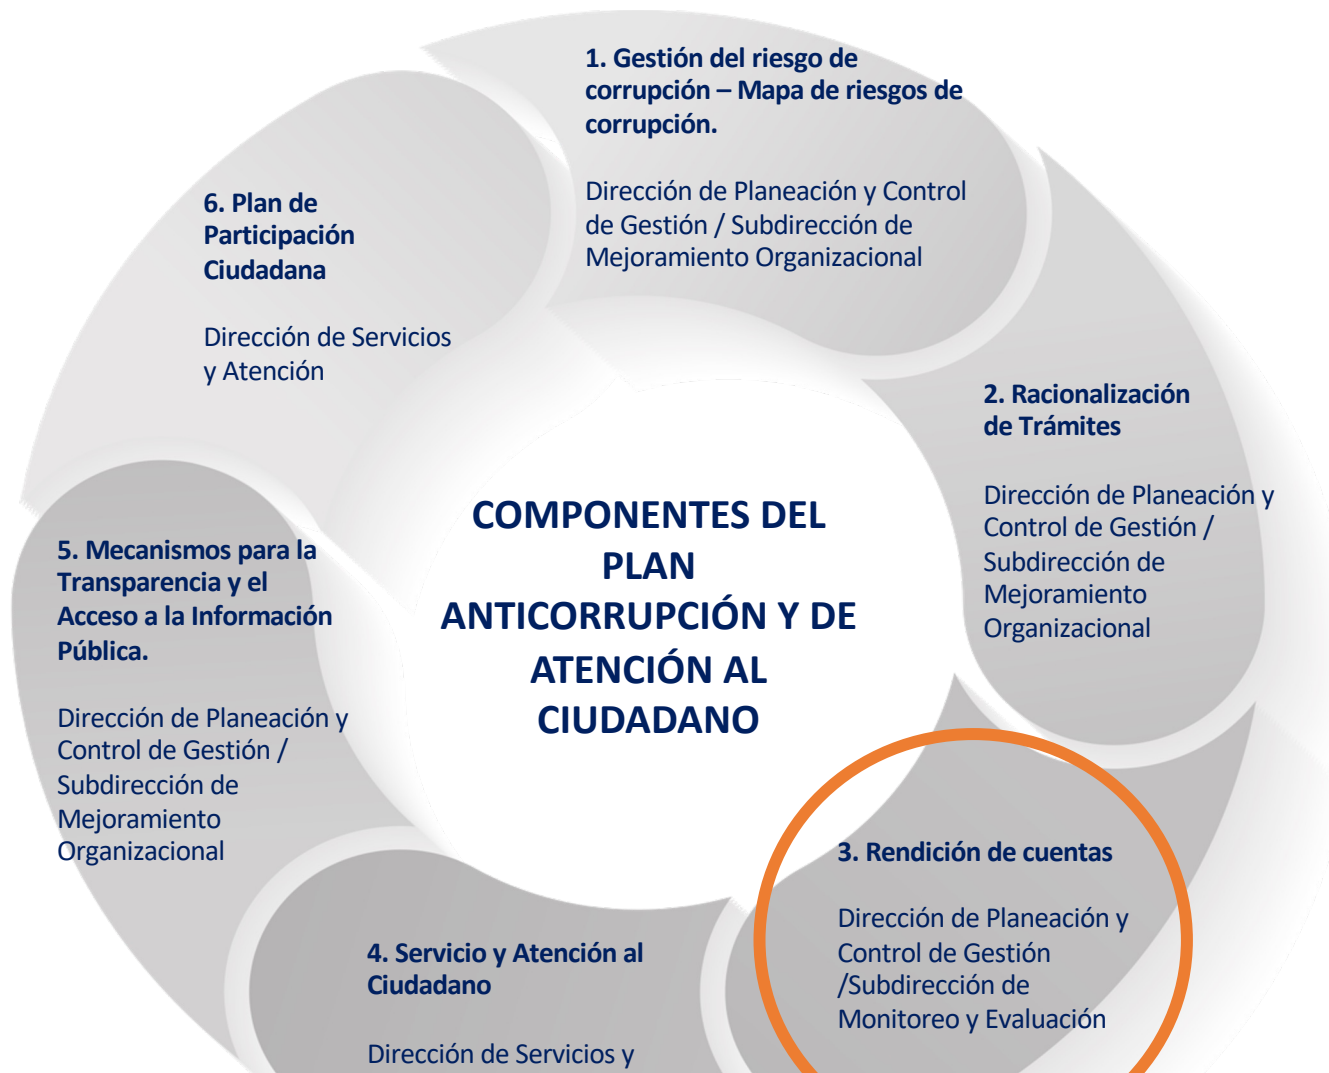 1. Gestión del riesgo de
corrupción – Mapa de riesgos de
corrupción.
Dirección de Planeación y Control
de Gestión / Subdirección de
Mejoramiento Organizacional
6. Plan de
Participación
Ciudadana
Dirección de Servicios
y Atención
2. Racionalización
de Trámites
Dirección de Planeación y
Control de Gestión /
Subdirección de
Mejoramiento
Organizacional
COMPONENTES DEL
PLAN
ANTICORRUPCIÓN Y DE
ATENCIÓN AL
CIUDADANO
5. Mecanismos para la
Transparencia y el
Acceso a la Información
Pública.
Dirección de Planeación y
Control de Gestión /
Subdirección de
Mejoramiento
Organizacional
3. Rendición de cuentas
Dirección de Planeación y
Control de Gestión
/Subdirección de
Monitoreo y Evaluación
4. Servicio y Atención al
Ciudadano
Dirección de Servicios y